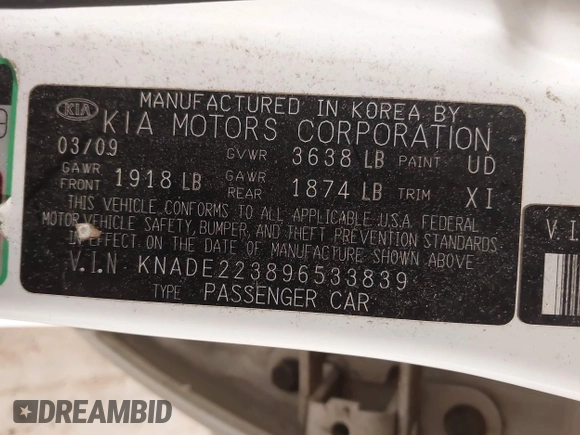 KIA
MANUFACTURED IN KOREA BY
KIA MOTORS CORPORATION
03/09 GVWR 3638 LB PAINT UD
GAWR FRONT 1918 LB GAWR REAR 1874 LB TRIM XI
THIS VEHICLE CONFORMS TO ALL APPLICABLE U.S.A. FEDERAL
MOTOR VEHICLE SAFETY, BUMPER, AND THEFT PREVENTION STANDARDS
IN EFFECT ON THE DATE OF MANUFACTURE SHOWN ABOVE.
V.I.N KNADE223896533839
TYPE PASSENGER CAR
V.I.
DREAMBID